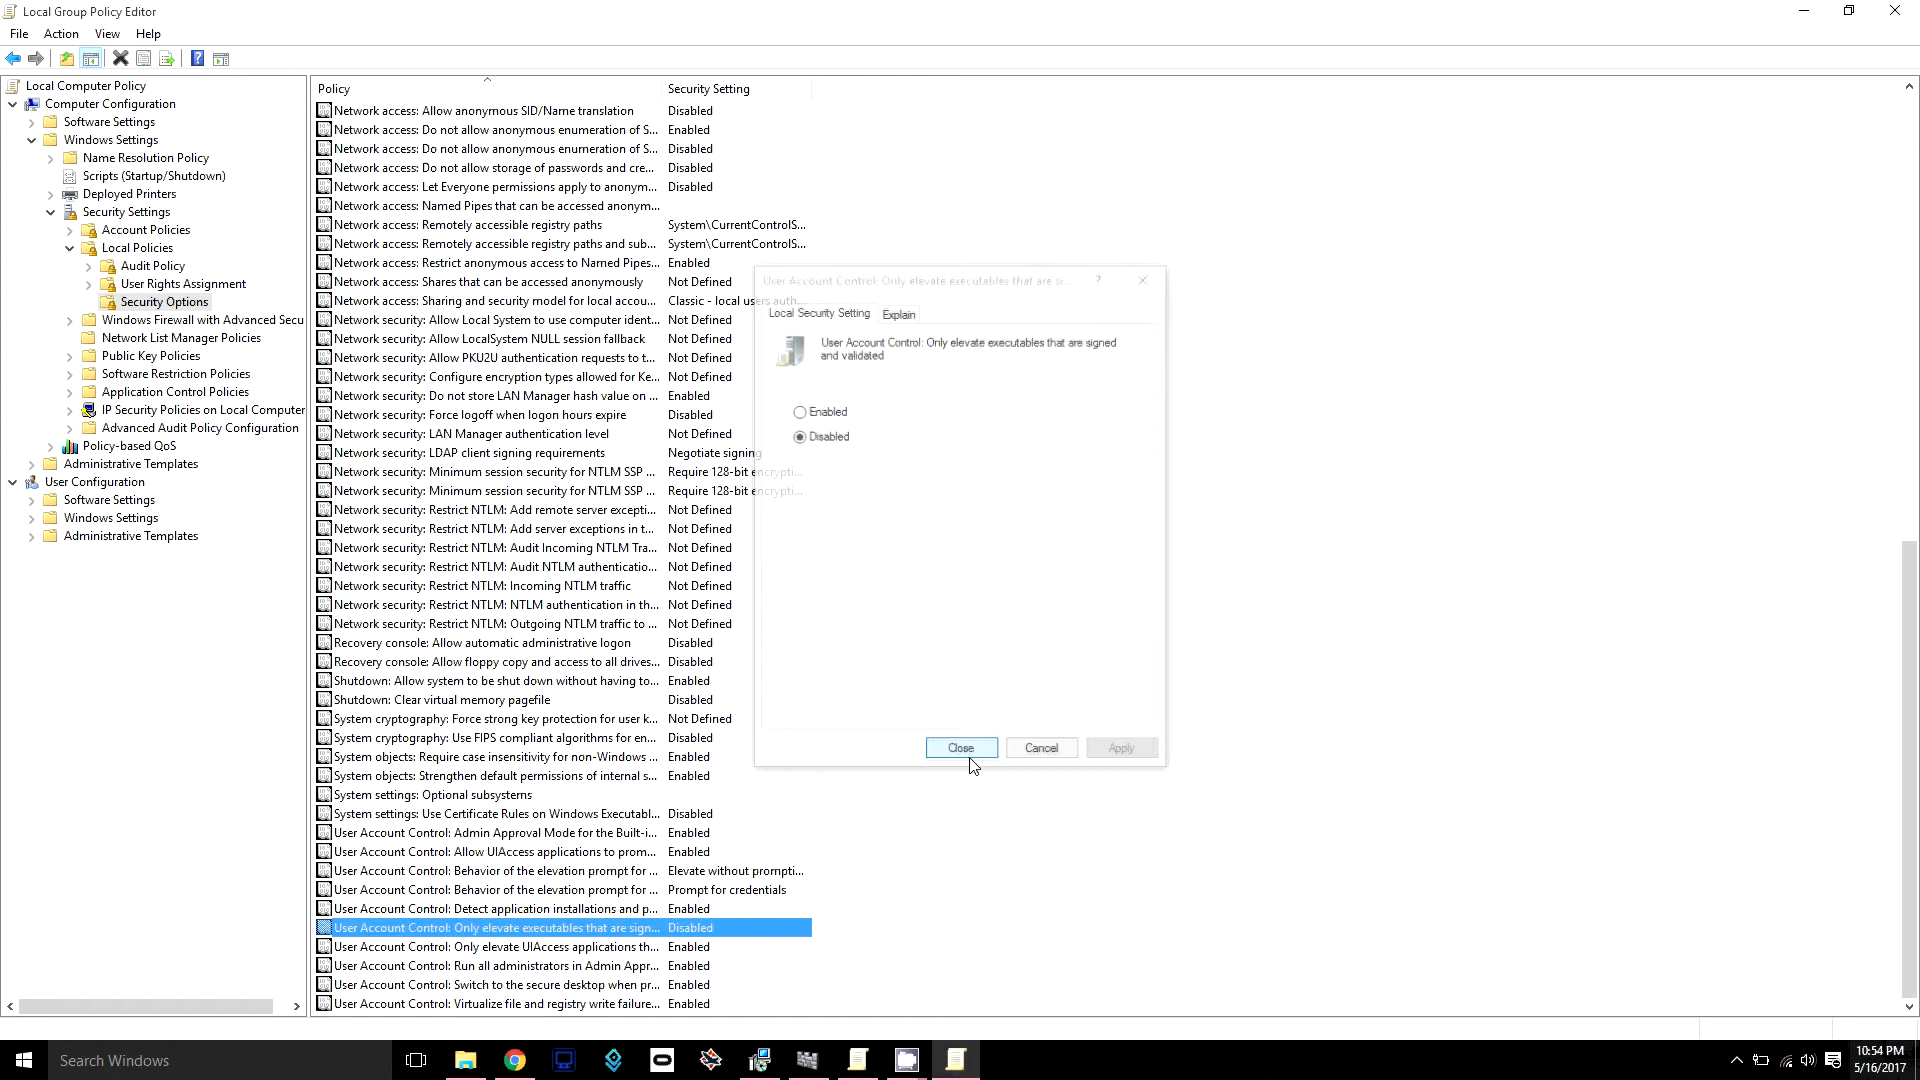 Local Group Policy Editor
File Action View Help
Local Computer Policy
Computer Configuration
Software Settings
Windows Settings
Name Resolution Policy
Scripts (Startup/Shutdown)
Deployed Printers
Security Settings
Account Policies
Local Policies
Audit Policy
User Rights Assignment
Security Options
Windows Firewall with Advanced Secu
Network List Manager Policies
Public Key Policies
Software Restriction Policies
Application Control Policies
IP Security Policies on Local Computer
Advanced Audit Policy Configuration
Policy-based QoS
Administrative Templates
User Configuration
Software Settings
Windows Settings
Administrative Templates
Policy Security Setting
Network access: Allow anonymous SID/Name translation Disabled
Network access: Do not allow anonymous enumeration of S... Enabled
Network access: Do not allow anonymous enumeration of S... Disabled
Network access: Do not allow storage of passwords and cre... Disabled
Network access: Let Everyone permissions apply to anonym... Disabled
Network access: Named Pipes that can be accessed anonym...
Network access: Remotely accessible registry paths System\CurrentControlS...
Network access: Remotely accessible registry paths and sub... System\CurrentControlS...
Network access: Restrict anonymous access to Named Pipes... Enabled
Network access: Shares that can be accessed anonymously Not Defined
Network access: Sharing and security model for local accou... Classic - local users auth...
Network security: Allow Local System to use computer ident... Not Defined
Network security: Allow LocalSystem NULL session fallback Not Defined
Network security: Allow PKU2U authentication requests to t... Not Defined
Network security: Configure encryption types allowed for Ke... Not Defined
Network security: Do not store LAN Manager hash value on ... Enabled
Network security: Force logoff when logon hours expire Disabled
Network security: LAN Manager authentication level Not Defined
Network security: LDAP client signing requirements Negotiate signing
Network security: Minimum session security for NTLM SSP ... Require 128-bit encrypti...
Network security: Minimum session security for NTLM SSP ... Require 128-bit encrypti...
Network security: Restrict NTLM: Add remote server excepti... Not Defined
Network security: Restrict NTLM: Add server exceptions in t... Not Defined
Network security: Restrict NTLM: Audit Incoming NTLM Tra... Not Defined
Network security: Restrict NTLM: Audit NTLM authenticatio... Not Defined
Network security: Restrict NTLM: Incoming NTLM traffic Not Defined
Network security: Restrict NTLM: NTLM authentication in th... Not Defined
Network security: Restrict NTLM: Outgoing NTLM traffic to ... Not Defined
Recovery console: Allow automatic administrative logon Disabled
Recovery console: Allow floppy copy and access to all drives... Disabled
Shutdown: Allow system to be shut down without having to... Enabled
Shutdown: Clear virtual memory pagefile Disabled
System cryptography: Force strong key protection for user k... Not Defined
System cryptography: Use FIPS compliant algorithms for en... Disabled
System objects: Require case insensitivity for non-Windows ... Enabled
System objects: Strengthen default permissions of internal s... Enabled
System settings: Optional subsystems
System settings: Use Certificate Rules on Windows Executabl... Disabled
User Account Control: Admin Approval Mode for the Built-i... Enabled
User Account Control: Allow UIAccess applications to prom... Enabled
User Account Control: Behavior of the elevation prompt for ... Elevate without prompti...
User Account Control: Behavior of the elevation prompt for ... Prompt for credentials
User Account Control: Detect application installations and p... Enabled
User Account Control: Only elevate executables that are sign... Disabled
User Account Control: Only elevate UIAccess applications th... Enabled
User Account Control: Run all administrators in Admin Appr... Enabled
User Account Control: Switch to the secure desktop when pr... Enabled
User Account Control: Virtualize file and registry write failure... Enabled
User Account Control: Only elevate executables that are si... ?
Local Security Setting Explain
User Account Control: Only elevate executables that are signed
and validated
Enabled
Disabled
Close Cancel Apply
Search Windows
10:54 PM
5/16/2017